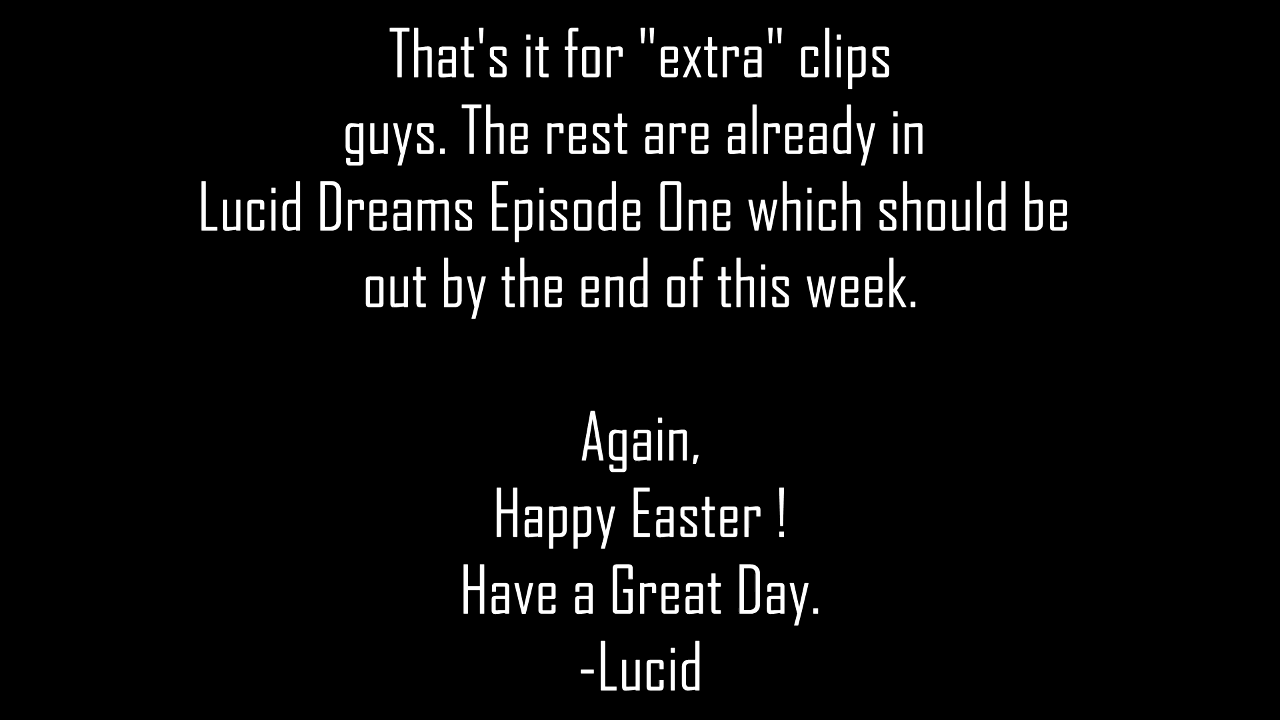 That's it for "extra" clips
guys. The rest are already in
Lucid Dreams Episode One which should be
out by the end of this week.
Again,
Happy Easter !
Have a Great Day.
-Lucid